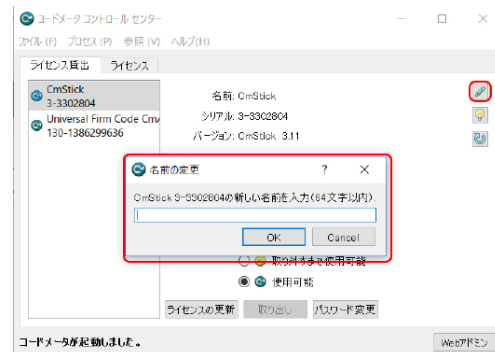 コードメータ コントロール センター
ファイル (F) プロセス (P) 参照 (V) ヘルプ(H)
ライセンス貸出 ライセンス
CmStick
3-3302804
Universal Firm Code Cm
130-1386299636
名前: CmStick
シリアル: 3-3302804
バージョン: CmStick 3.11
名前の変更 ?
CmStick 3-3302804の新しい名前を入力(64文字以内)
OK Cancel
取り外すまで使用可能
使用可能
ライセンスの更新 取り出し パスワード変更
コードメータが起動しました。 Webアドミン